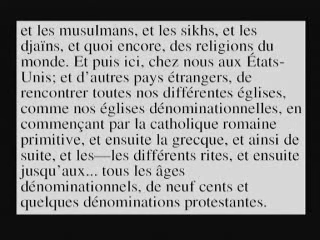 et les musulmans, et les sikhs, et les
djaïns, et quoi encore, des religions du
monde. Et puis ici, chez nous aux États-
Unis; et d'autres pays étrangers, de
rencontrer toutes nos différentes églises,
comme nos églises dénominationnelles, en
commençant par la catholique romaine
primitive, et ensuite la grecque, et ainsi de
suite, et les—les différents rites, et ensuite
jusqu'aux... tous les âges
dénominationnels, de neuf cents et
quelques dénominations protestantes.